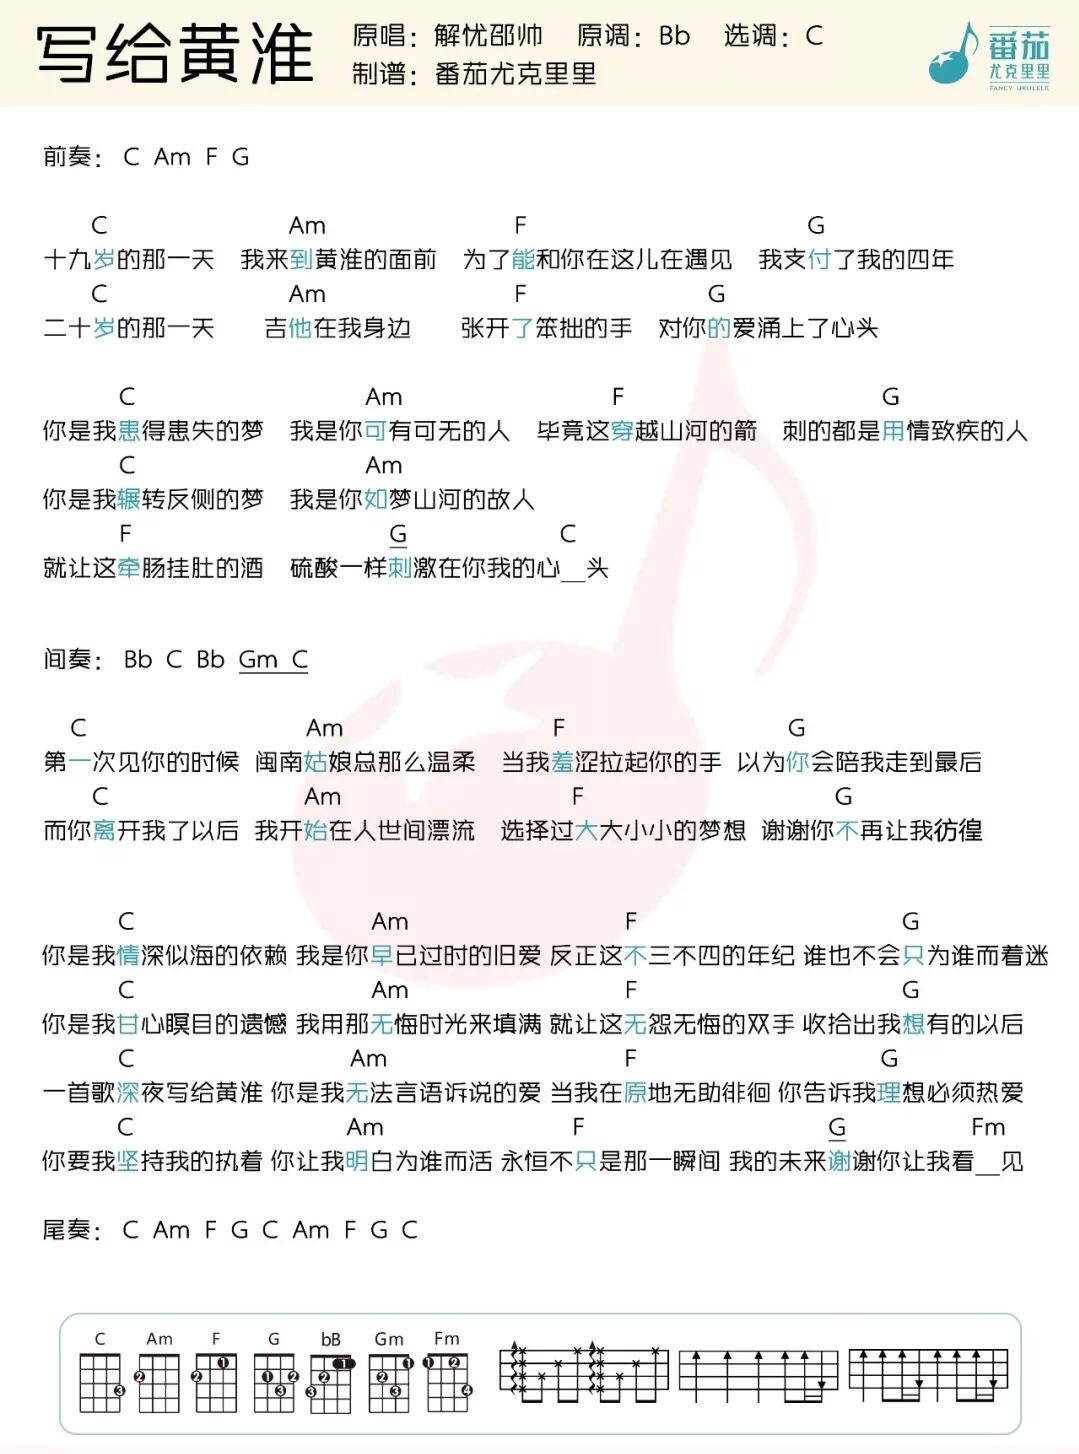 写给黄淮
原唱：解忧邵帅 原调：Bb 选调：C
制谱：番茄尤克里里
番茄
尤克里里
FANCY UKULELE
前奏： C Am F G
C Am F G
十九岁的那一天 我来到黄淮的面前 为了能和你在这儿在遇见 我支付了我的四年
C Am F G
二十岁的那一天 吉他在我身边 张开了笨拙的手 对你的爱涌上了心头
C Am F G
你是我患得患失的梦 我是你可有可无的人 毕竟这穿越山河的箭 刺的都是用情致疾的人
C Am
你是我辗转反侧的梦 我是你如梦山河的故人
F G C
就让这牵肠挂肚的酒 硫酸一样刺激在你我的心__头
间奏： Bb C Bb Gm C
C Am F G
第一次见你的时候 闽南姑娘总那么温柔 当我羞涩拉起你的手 以为你会陪我走到最后
C Am F G
而你离开我了以后 我开始在人世间漂流 选择过大大小小的梦想 谢谢你不再让我彷徨
C Am F G
你是我情深似海的依赖 我是你早已过时的旧爱 反正这不三不四的年纪 谁也不会只为谁而着迷
C Am F G
你是我甘心瞑目的遗憾 我用那无悔时光来填满 就让这无怨无悔的双手 收拾出我想有的以后
C Am F G
一首歌深夜写给黄淮 你是我无法言语诉说的爱 当我在原地无助徘徊 你告诉我理想必须热爱
C Am F G Fm
你要我坚持我的执着 你让我明白为谁而活 永恒不只是那一瞬间 我的未来谢谢你让我看__见
尾奏： C Am F G C Am F G C
C Am F G bB Gm Fm
3 2 1 2 1 2 3 1 2 3 1 2 3 1 2 4